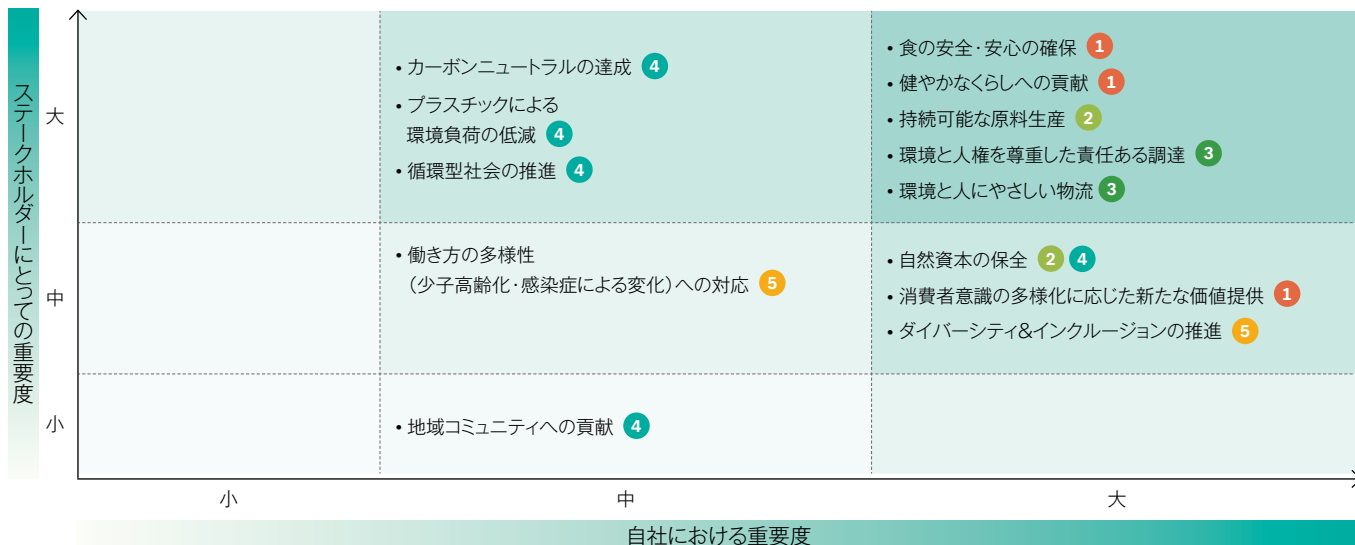 ステークホルダーにとっての重要度
大
中
小
• カーボンニュートラルの達成 4
• プラスチックによる
環境負荷の低減 4
• 循環型社会の推進 4
• 食の安全・安心の確保 1
• 健やかなくらしへの貢献 1
• 持続可能な原料生産 2
• 環境と人権を尊重した責任ある調達 3
• 環境と人にやさしい物流 3
• 働き方の多様性
（少子高齢化・感染症による変化）への対応 5
• 自然資本の保全 2 4
• 消費者意識の多様化に応じた新たな価値提供 1
• ダイバーシティ&インクルージョンの推進 5
• 地域コミュニティへの貢献 4
小
中
大
自社における重要度